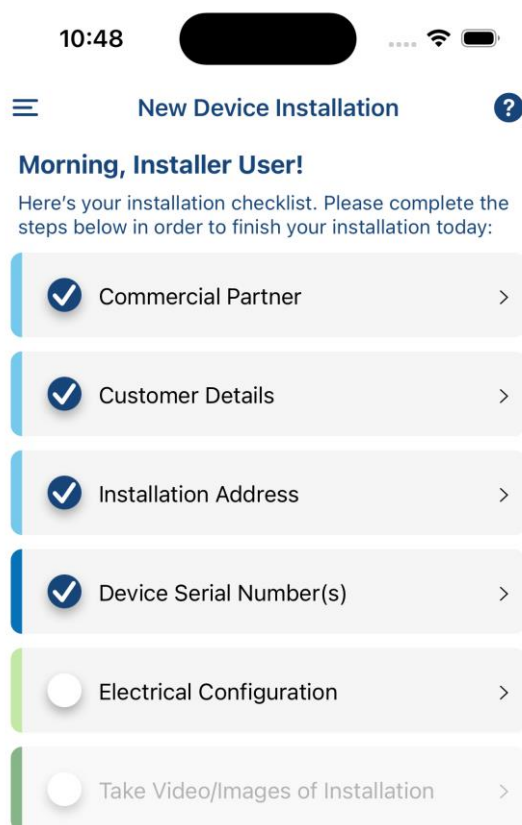 10:48
New Device Installation
?
Morning, Installer User!
Here’s your installation checklist. Please complete the
steps below in order to finish your installation today:
Commercial Partner
Customer Details
Installation Address
Device Serial Number(s)
Electrical Configuration
Take Video/Images of Installation